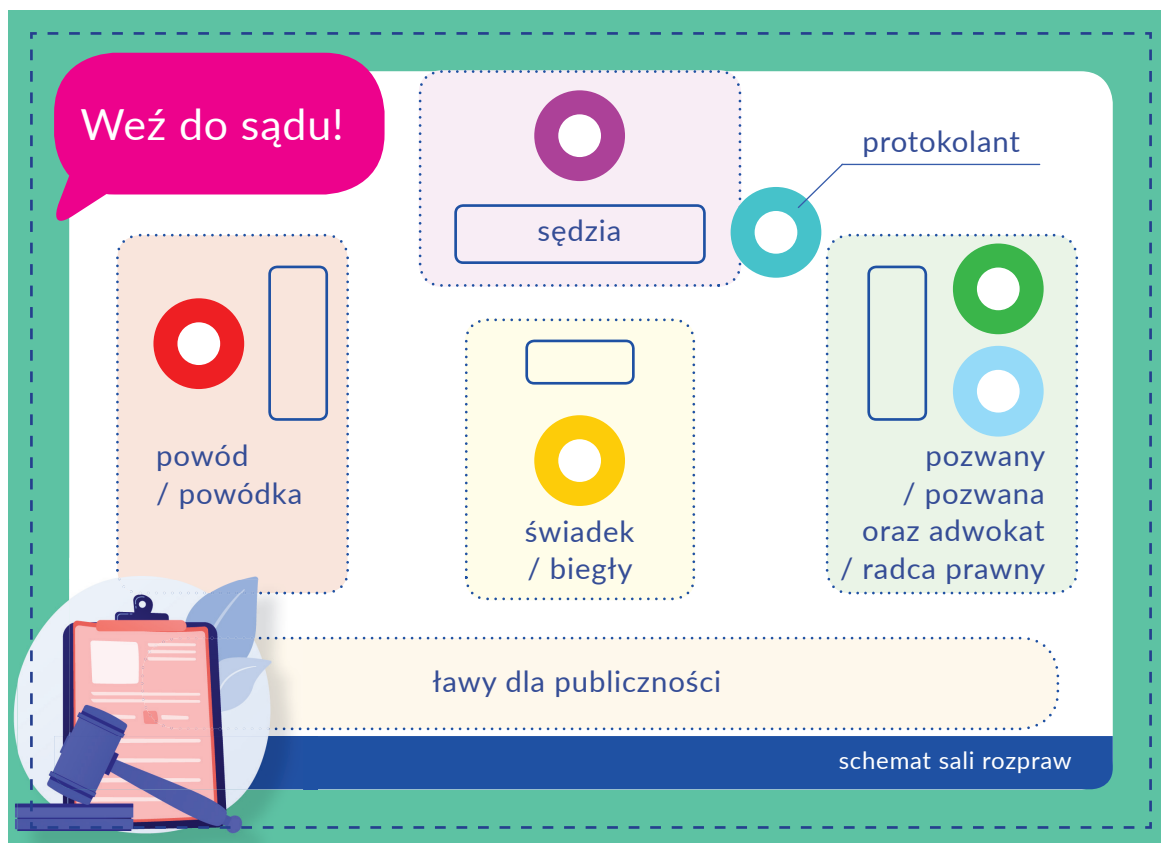 Weź do sądu!
protokolant
sędzia
powód
/ powódka
świadek
/ biegły
pozwany
/ pozwana
oraz adwokat
/ radca prawny
ławy dla publiczności
schemat sali rozpraw